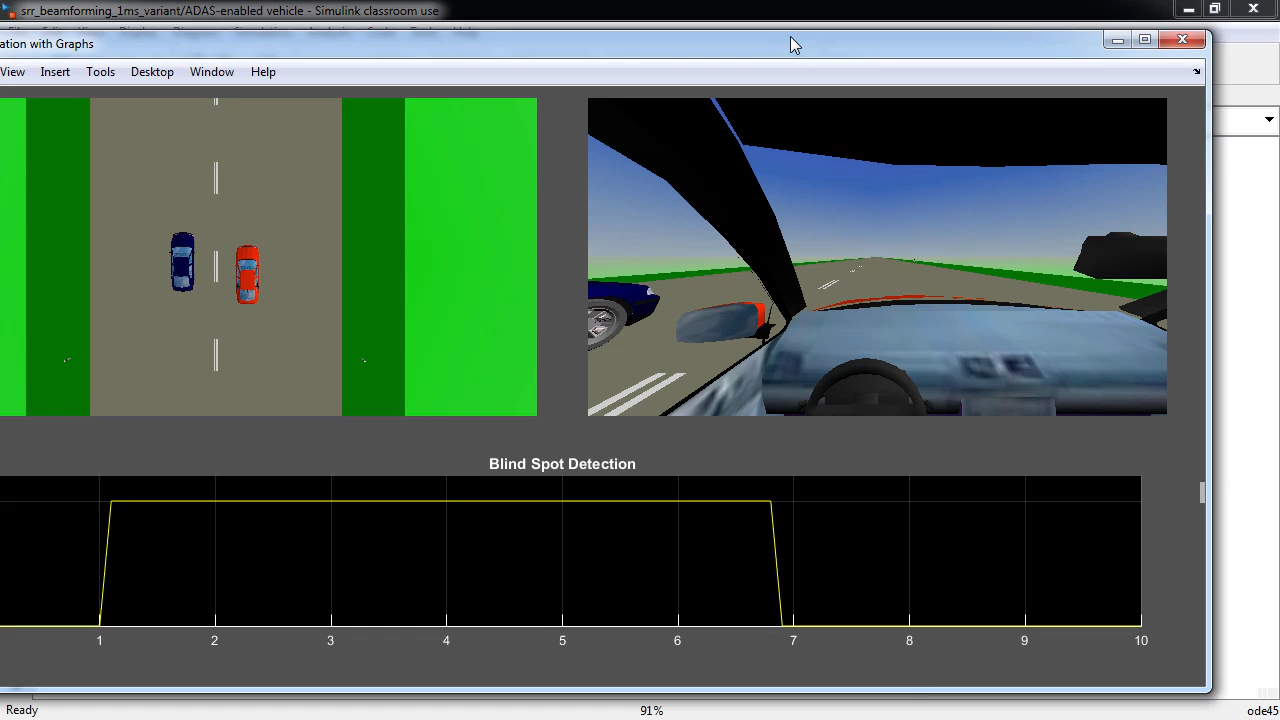 srr_beamforming_1ms_variant/ADAS-enabled vehicle - Simulink classroom use
ation with Graphs
View Insert Tools Desktop Window Help
Blind Spot Detection
1 2 3 4 5 6 7 8 9 10
Ready 91% ode45